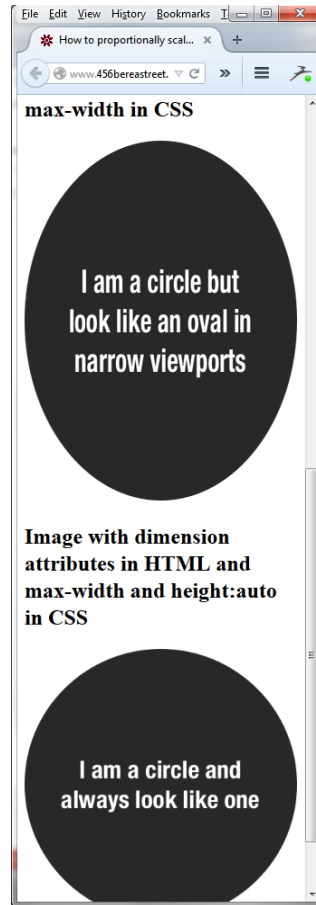 File Edit View History Bookmarks T
How to proportionally scal... × +
www.456bereastreet. »
max-width in CSS
I am a circle but
look like an oval in
narrow viewports
Image with dimension
attributes in HTML and
max-width and height:auto
in CSS
I am a circle and
always look like one